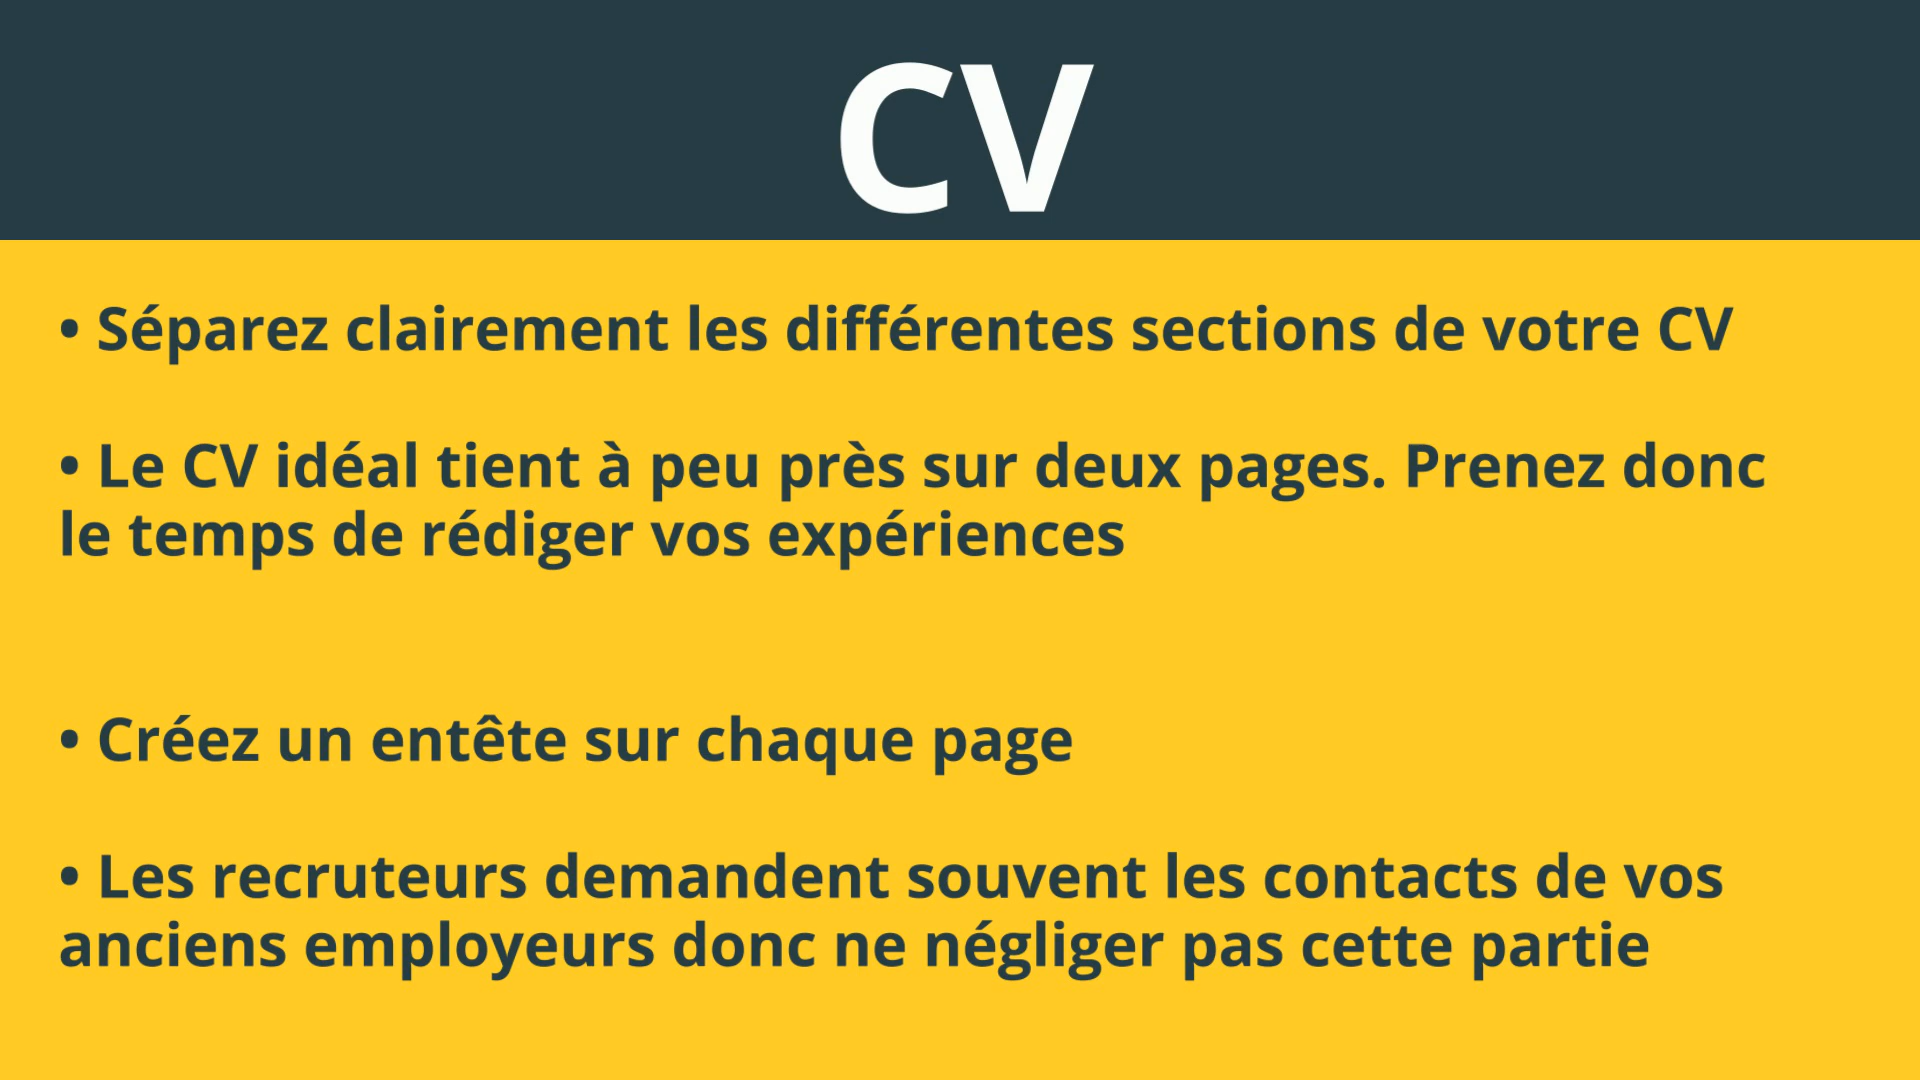 CV
• Séparez clairement les différentes sections de votre CV
• Le CV idéal tient à peu près sur deux pages. Prenez donc
le temps de rédiger vos expériences
• Créez un entête sur chaque page
• Les recruteurs demandent souvent les contacts de vos
anciens employeurs donc ne négliger pas cette partie